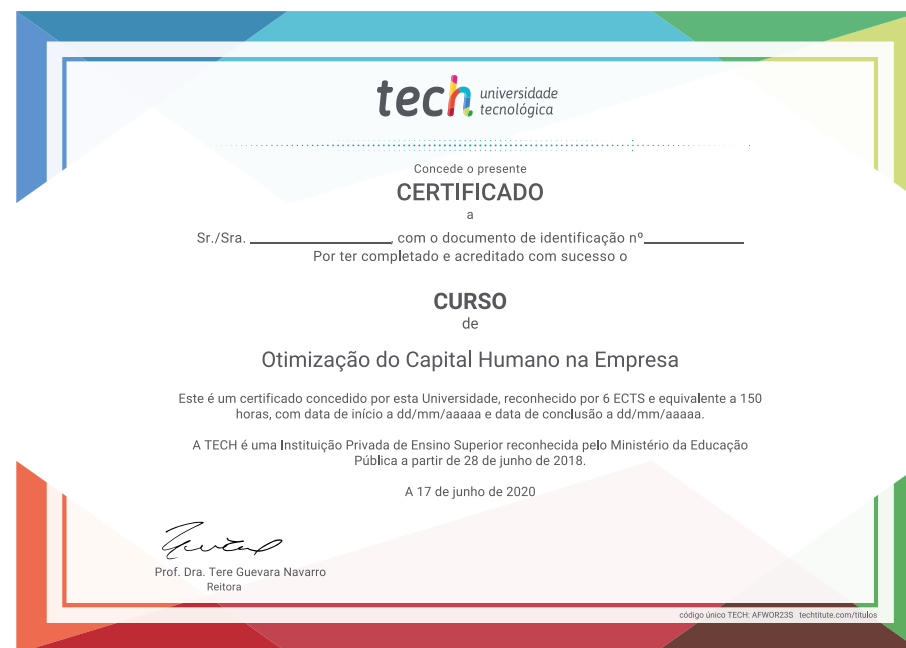 tech universidade
tecnológica
Concede o presente
CERTIFICADO
a
Sr./Sra. ____________________, com o documento de identificação nº______________
Por ter completado e acreditado com sucesso o
CURSO
de
Otimização do Capital Humano na Empresa
Este é um certificado concedido por esta Universidade, reconhecido por 6 ECTS e equivalente a 150
horas, com data de início a dd/mm/aaaaa e data de conclusão a dd/mm/aaaaa.
A TECH é uma Instituição Privada de Ensino Superior reconhecida pelo Ministério da Educação
Pública a partir de 28 de junho de 2018.
A 17 de junho de 2020
Prof. Dra. Tere Guevara Navarro
Reitora
código único TECH: AFWOR23S techtitute.com/titulos